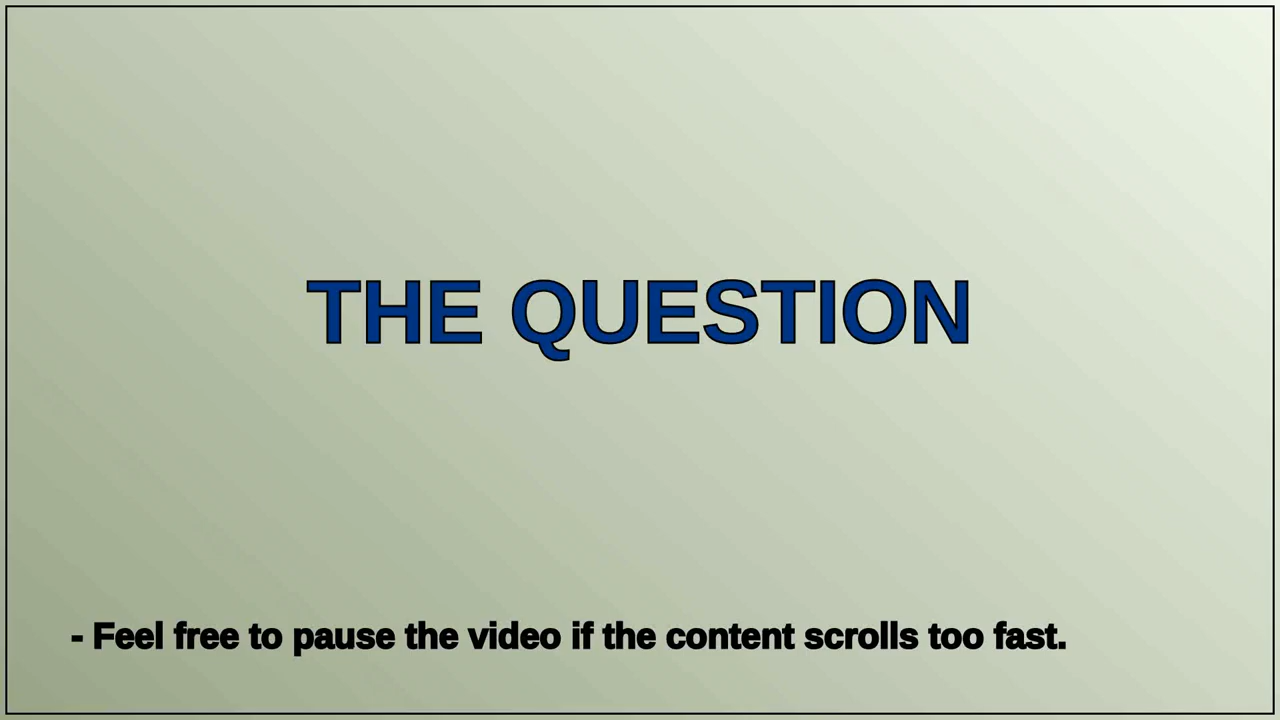 THE QUESTION
- Feel free to pause the video if the content scrolls too fast.